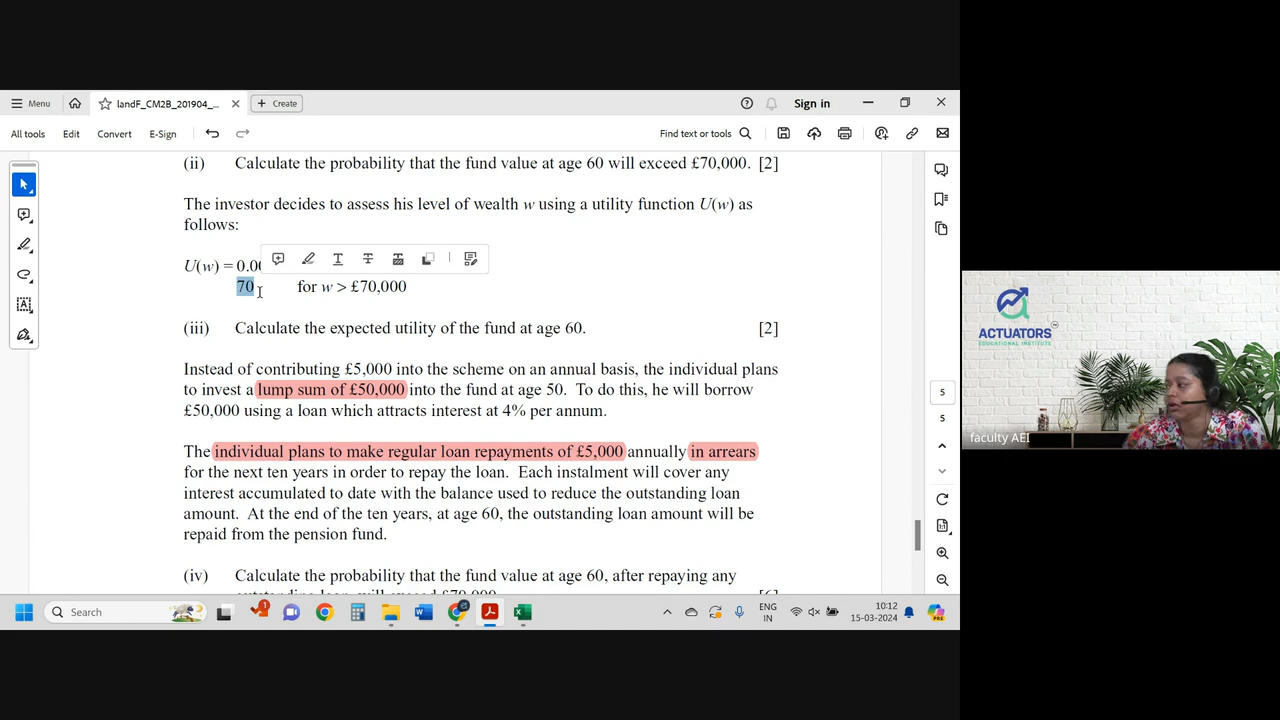 Menu
landF_CM2B_201904_...
Create
Sign in
All tools
Edit
Convert
E-Sign
Find text or tools
(ii) Calculate the probability that the fund value at age 60 will exceed £70,000. [2]
The investor decides to assess his level of wealth w using a utility function U(w) as
follows:
U(w) = 0.00
70 for w > £70,000
(iii) Calculate the expected utility of the fund at age 60. [2]
Instead of contributing £5,000 into the scheme on an annual basis, the individual plans
to invest a lump sum of £50,000 into the fund at age 50. To do this, he will borrow
£50,000 using a loan which attracts interest at 4% per annum.
The individual plans to make regular loan repayments of £5,000 annually in arrears
for the next ten years in order to repay the loan. Each instalment will cover any
interest accumulated to date with the balance used to reduce the outstanding loan
amount. At the end of the ten years, at age 60, the outstanding loan amount will be
repaid from the pension fund.
(iv) Calculate the probability that the fund value at age 60, after repaying any
outstanding loan, will exceed £70,000. [6]
5
5
ACTUATORS
EDUCATIONAL INSTITUTE
faculty AEI
Search
1
ENG
IN
10:12
15-03-2024